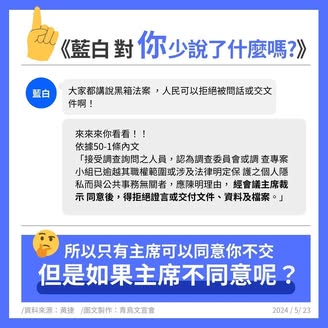 《藍白 對 你少說了什麼嗎?》
藍白
大家都講說黑箱法案 ，人民可以拒絕被問話或交文
件啊！
來來來你看看！！
依據50-1條內文
「接受調查詢問之人員，認為調查委員會或調 查專案
小組已逾越其職權範圍或涉及法律明定保 護之個人隱
私而與公共事務無關者，應陳明理由， 經會議主席裁
示 同意後，得拒絕證言或交付文件、資料及檔案。」
所以只有主席可以同意你不交
但是如果主席不同意呢？
/資料來源：黃捷 /圖文製作：青鳥文宣會
2024 / 5 / 23